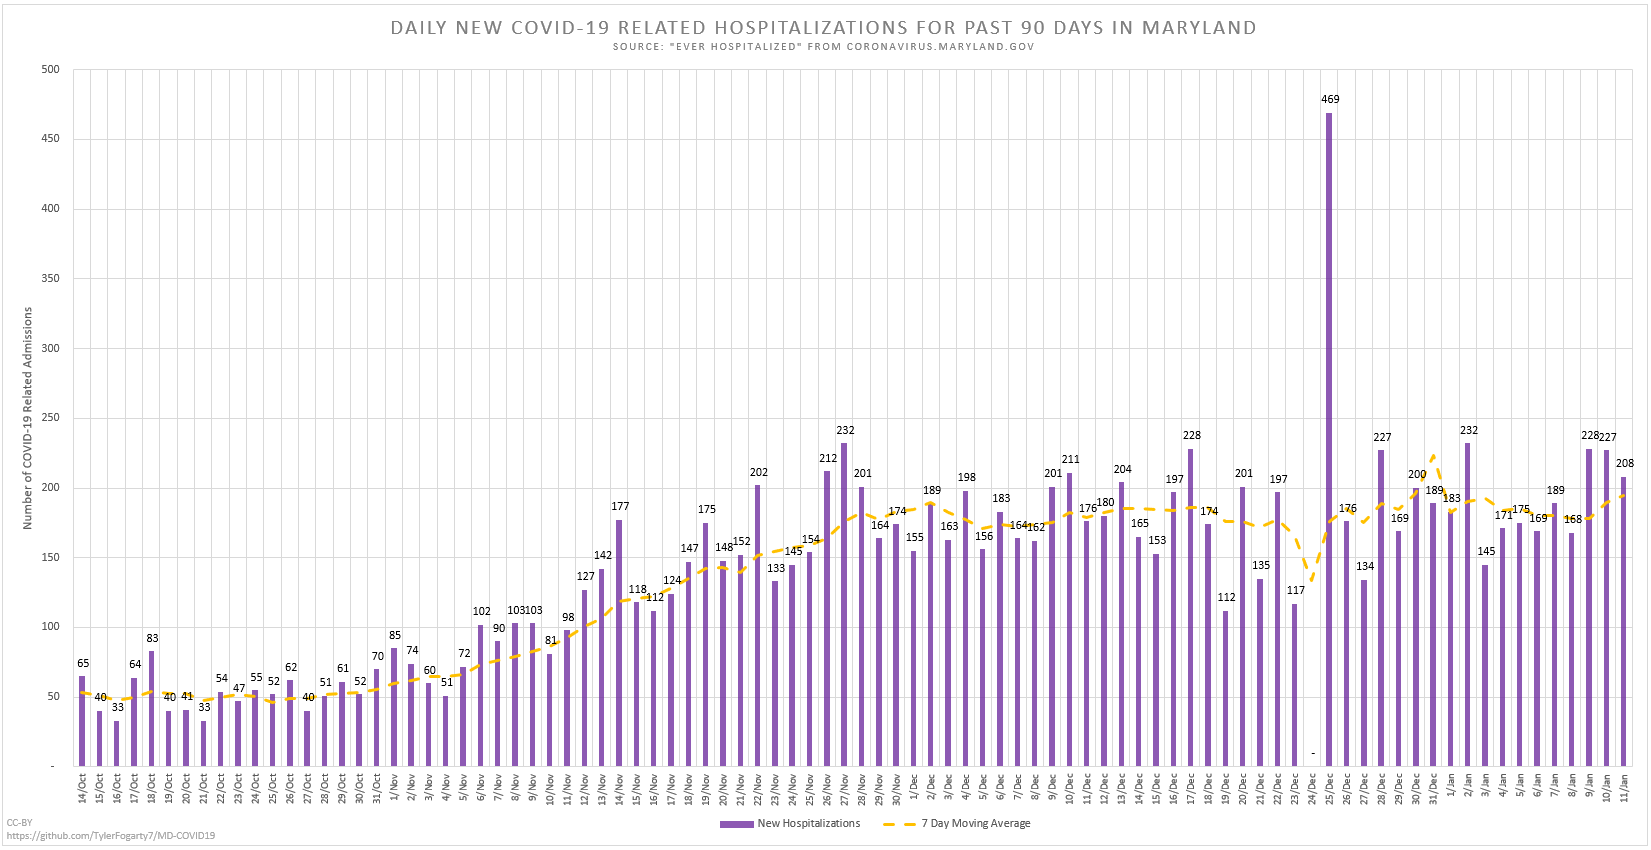 DAILY NEW COVID-19 RELATED HOSPITALIZATIONS FOR PAST 90 DAYS IN MARYLAND
SOURCE: "EVER HOSPITALIZED" FROM CORONAVIRUS.MARYLAND.GOV
Number of COVID-19 Related Admissions
500
450
400
350
300
250
200
150
100
50
-
65 40 33 64 83 40 41 33 54 47 55 52 62 40 51 61 52 70 85 74 60 51 72 102 90 103 103 81 98 127 142 177 118 112 124 147 175 148 152 202 133 145 154 212 232 201 164 174 155 189 163 198 156 183 164 162 201 211 176 180 204 165 153 197 228 174 112 201 135 197 117 - 469 176 134 227 169 200 189 183 232 145 171 175 169 189 168 228 227 208
14/Oct 15/Oct 16/Oct 17/Oct 18/Oct 19/Oct 20/Oct 21/Oct 22/Oct 23/Oct 24/Oct 25/Oct 26/Oct 27/Oct 28/Oct 29/Oct 30/Oct 31/Oct 1/Nov 2/Nov 3/Nov 4/Nov 5/Nov 6/Nov 7/Nov 8/Nov 9/Nov 10/Nov 11/Nov 12/Nov 13/Nov 14/Nov 15/Nov 16/Nov 17/Nov 18/Nov 19/Nov 20/Nov 21/Nov 22/Nov 23/Nov 24/Nov 25/Nov 26/Nov 27/Nov 28/Nov 29/Nov 30/Nov 1/Dec 2/Dec 3/Dec 4/Dec 5/Dec 6/Dec 7/Dec 8/Dec 9/Dec 10/Dec 11/Dec 12/Dec 13/Dec 14/Dec 15/Dec 16/Dec 17/Dec 18/Dec 19/Dec 20/Dec 21/Dec 22/Dec 23/Dec 24/Dec 25/Dec 26/Dec 27/Dec 28/Dec 29/Dec 30/Dec 31/Dec 1/Jan 2/Jan 3/Jan 4/Jan 5/Jan 6/Jan 7/Jan 8/Jan 9/Jan 10/Jan 11/Jan
New Hospitalizations 7 Day Moving Average
CC-BY
https://github.com/TylerFogarty7/MD-COVID19